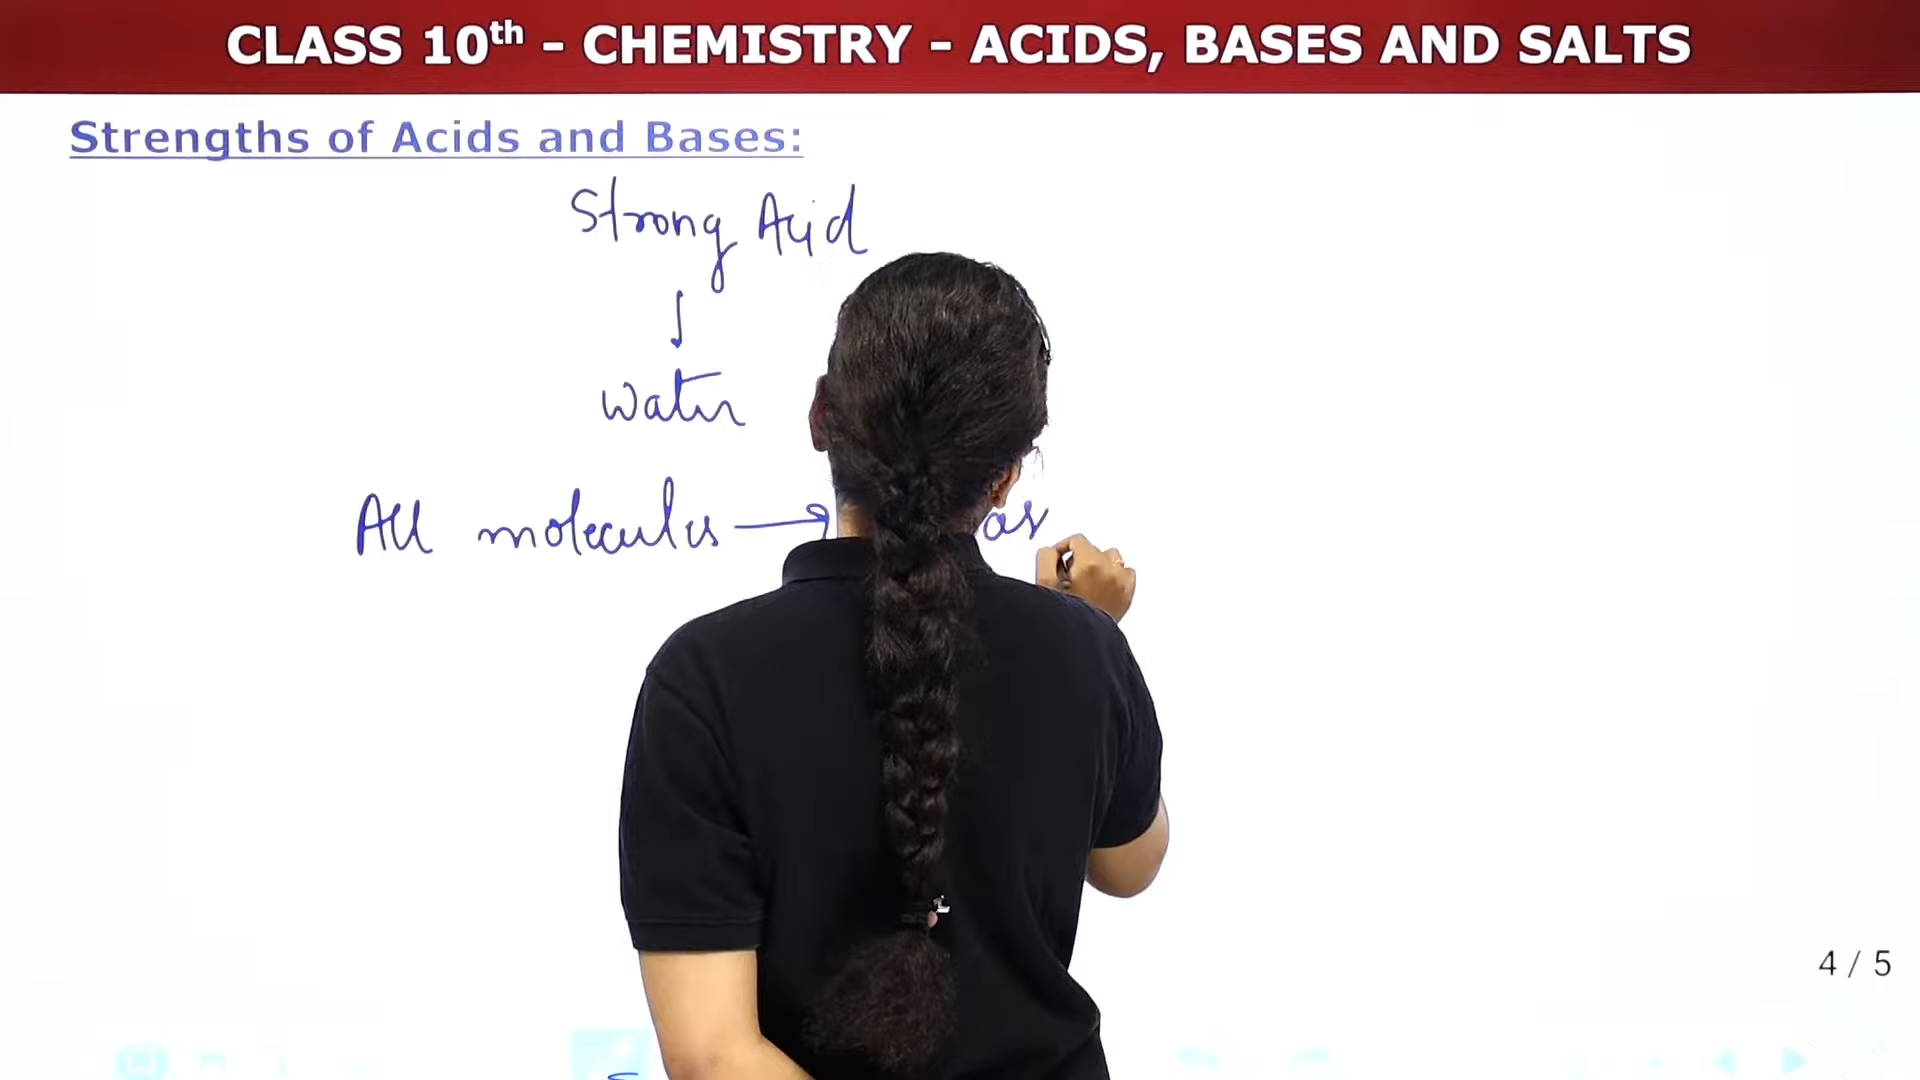 CLASS 10th - CHEMISTRY - ACIDS, BASES AND SALTS
Strengths of Acids and Bases:
Strong Acid
↓
Water
All molecules → as
4 / 5